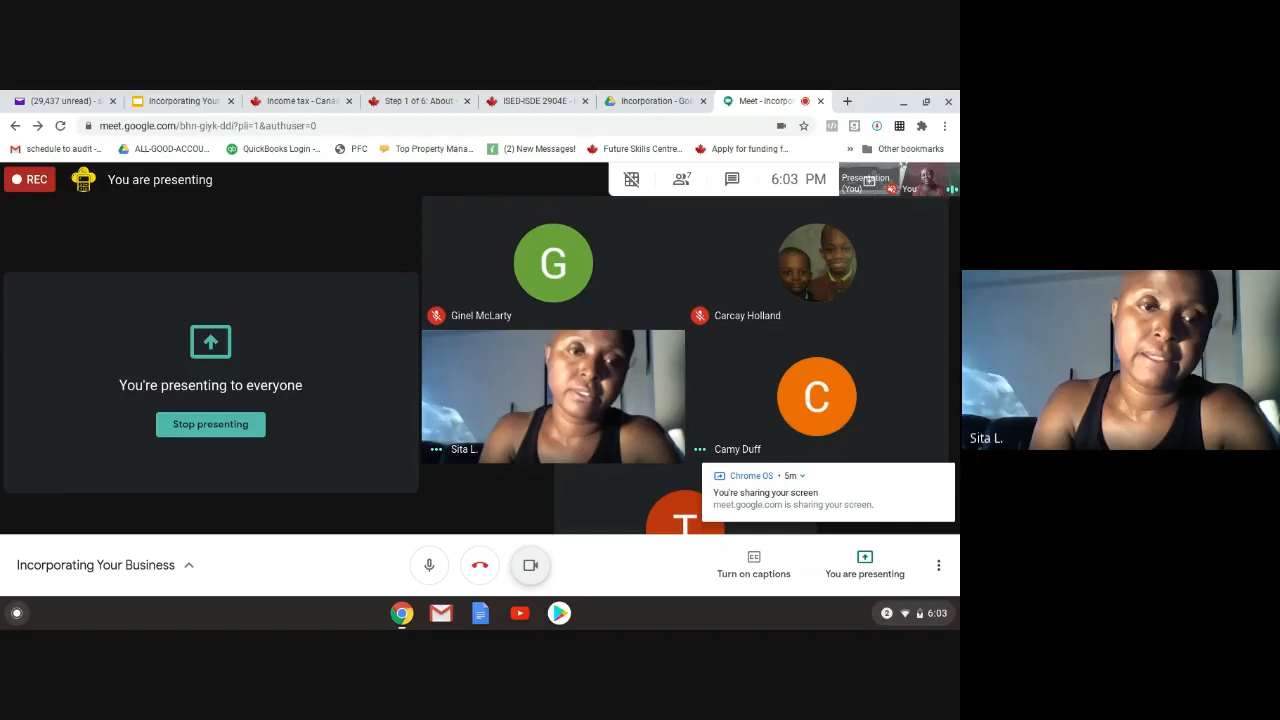 (29,437 unread) - s
Incorporating Your
Income tax - Canad
Step 1 of 6: About
ISED-ISDE 2904E -
Incorporation - Goo
Meet - Incorpo
meet.google.com/bhn-giyk-ddi?pli=1&authuser=0
schedule to audit -...
ALL-GOOD-ACCOU...
QuickBooks Login -...
PFC
Top Property Mana...
(2) New Messages!
Future Skills Centre...
Apply for funding f...
Other bookmarks
REC
You are presenting
7
6:03 PM
Presentation
(You)
You
G
Ginel McLarty
Carcay Holland
You're presenting to everyone
Stop presenting
Sita L.
C
Camy Duff
Sita L.
Chrome OS • 5m
You're sharing your screen
meet.google.com is sharing your screen.
T
Incorporating Your Business
CC
Turn on captions
You are presenting
2
6:03